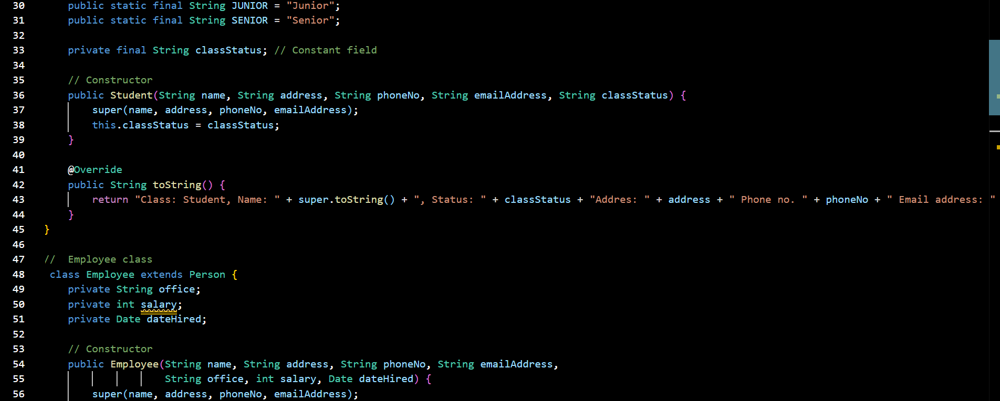 30 public static final String JUNIOR = "Junior";
31 public static final String SENIOR = "Senior";
32
33 private final String classStatus; // Constant field
34
35 // Constructor
36 public Student(String name, String address, String phoneNo, String emailAddress, String classStatus) {
37 super(name, address, phoneNo, emailAddress);
38 this.classStatus = classStatus;
39 }
40
41 @Override
42 public String toString() {
43 return "Class: Student, Name: " + super.toString() + ", Status: " + classStatus + "Addres: " + address + " Phone no. " + phoneNo + " Email address: "
44 }
45 }
46
47 // Employee class
48 class Employee extends Person {
49 private String office;
50 private int salary;
51 private Date dateHired;
52
53 // Constructor
54 public Employee(String name, String address, String phoneNo, String emailAddress,
55 String office, int salary, Date dateHired) {
56 super(name, address, phoneNo, emailAddress);